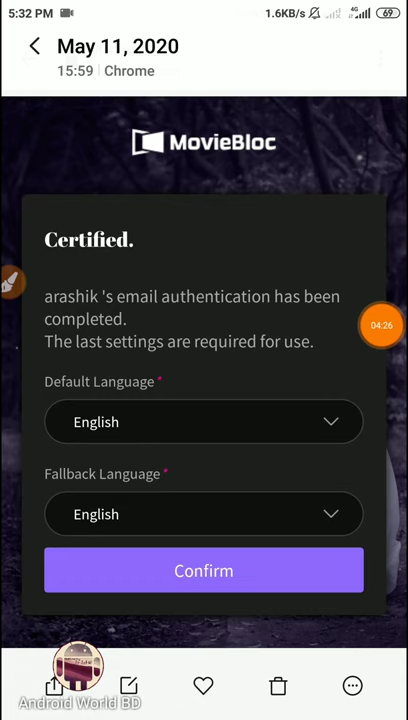 5:32 PM
1.6KB/s
4G
69
May 11, 2020
15:59 | Chrome
MovieBloc
Certified.
arashik 's email authentication has been
completed.
The last settings are required for use.
04:26
Default Language *
English
Fallback Language *
English
Confirm
Android World BD